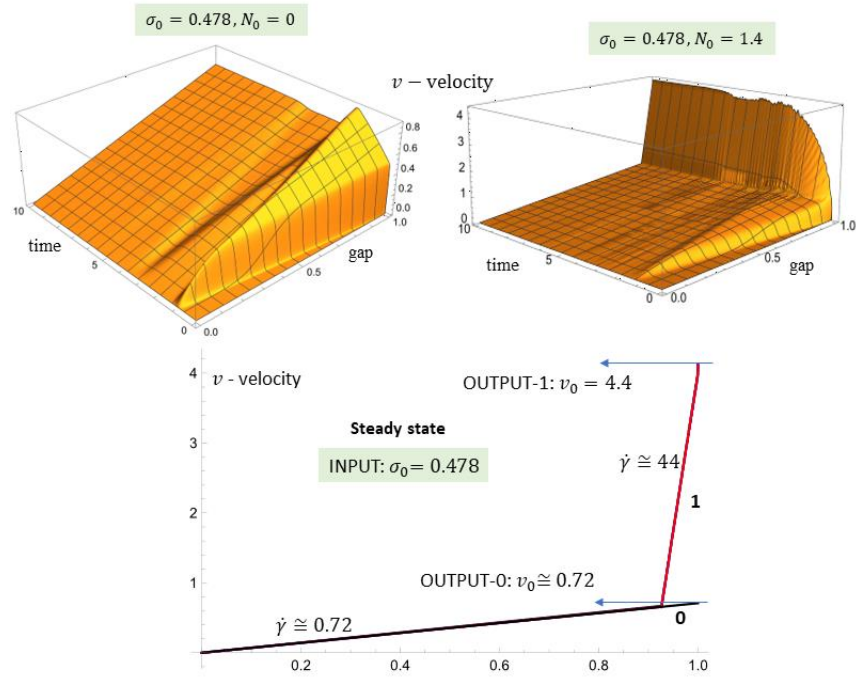 σ₀ = 0.478, N₀ = 0
σ₀ = 0.478, N₀ = 1.4
v − velocity
0.8
0.6
0.4
0.2
0.0
1.0
gap
0.5
0.0
0
5
time
10
4
3
2
1
0
10
time
5
0
0.0
0.5
gap
1.0
4
v - velocity
OUTPUT-1: v₀ = 4.4
Steady state
INPUT: σ₀= 0.478
3
γ̇ ≅ 44
2
1
OUTPUT-0: v₀ ≅ 0.72
1
γ̇ ≅ 0.72
0
0.2
0.4
0.6
0.8
1.0